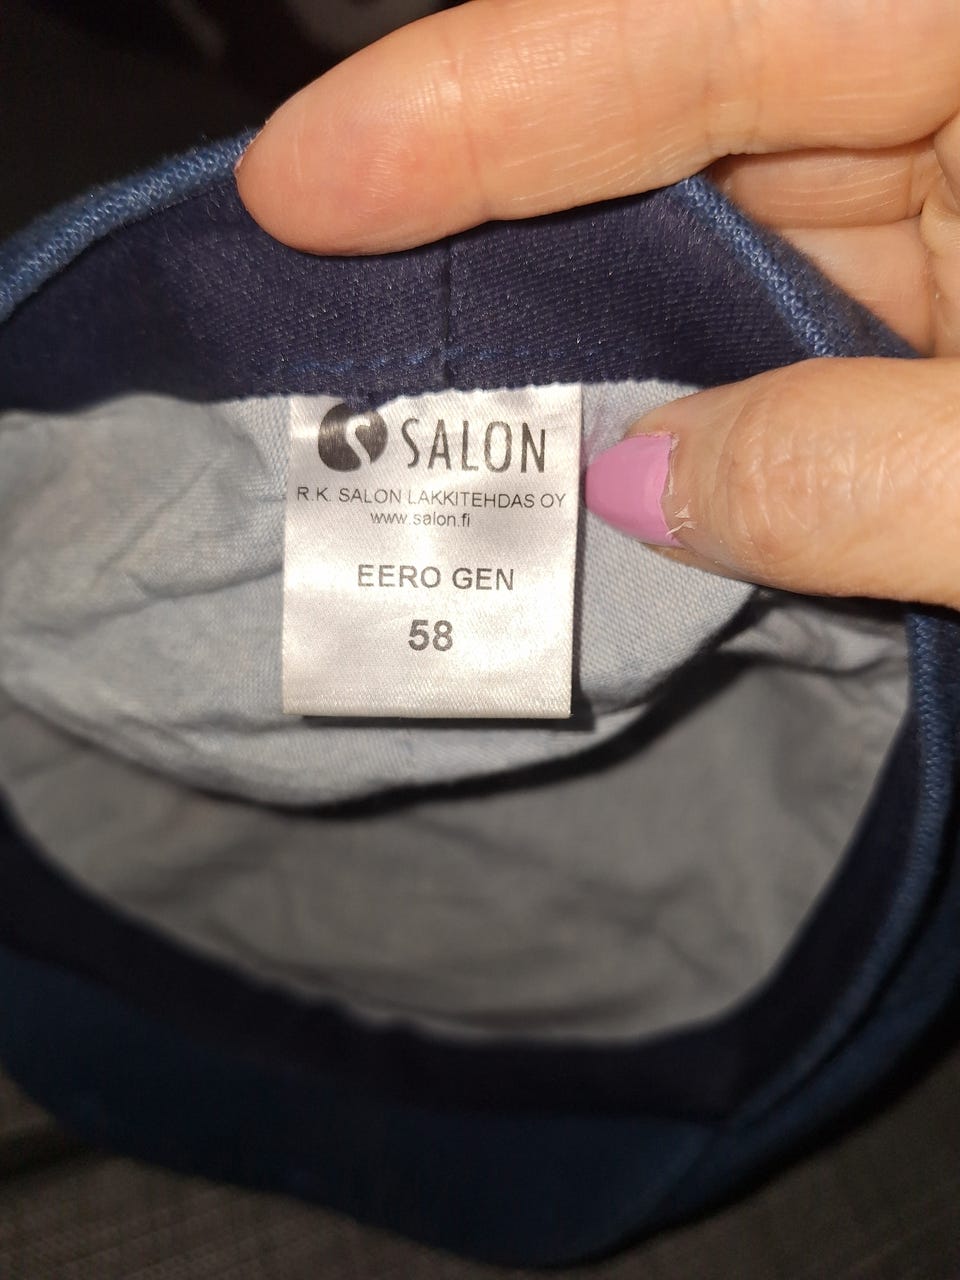 SALON
R.K. SALON LAKKITEHDAS OY
www.salon.fi
EERO GEN
58